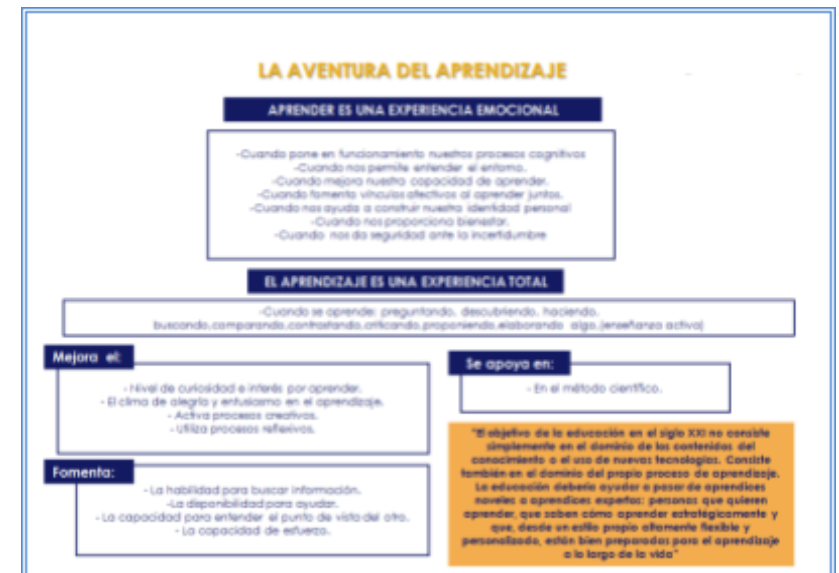 LA AVENTURA DEL APRENDIZAJE
APRENDER ES UNA EXPERIENCIA EMOCIONAL
-Cuando pone en funcionamiento nuestros procesos cognitivos
-Cuando nos permite entender el entorno.
-Cuando mejora nuestra capacidad de aprender.
-Cuando fomenta vínculos afectivos al aprender juntos.
-Cuando nos ayuda a construir nuestra identidad personal
-Cuando nos proporciona bienestar.
-Cuando nos da seguridad ante la incertidumbre
EL APRENDIZAJE ES UNA EXPERIENCIA TOTAL
-Cuando se aprende: preguntando, descubriendo, haciendo,
buscando,comparando,contrastando,criticando,proponiendo,elaborando algo.(enseñanza activa)
Mejora el:
- Nivel de curiosidad e interés por aprender.
- El clima de alegría y entusiasmo en el aprendizaje.
- Activa procesos creativos.
- Utiliza procesos reflexivos.
Se apoya en:
- En el método científico.
Fomenta:
- La habilidad para buscar información.
-La disponibilidad para ayudar.
- La capacidad para entender el punto de vista del otro.
- La capacidad de esfuerzo.
"El objetivo de la educación en el siglo XXI no consiste
simplemente en el dominio de los contenidos del
conocimiento o el uso de nuevas tecnologías. Consiste
también en el dominio del propio proceso de aprendizaje.
La educación debería ayudar a pasar de aprendices
noveles a aprendices expertos: personas que quieren
aprender, que saben cómo aprender estratégicamente y
que, desde un estilo propio altamente flexible y
personalizado, están bien preparadas para el aprendizaje
a lo largo de la vida"